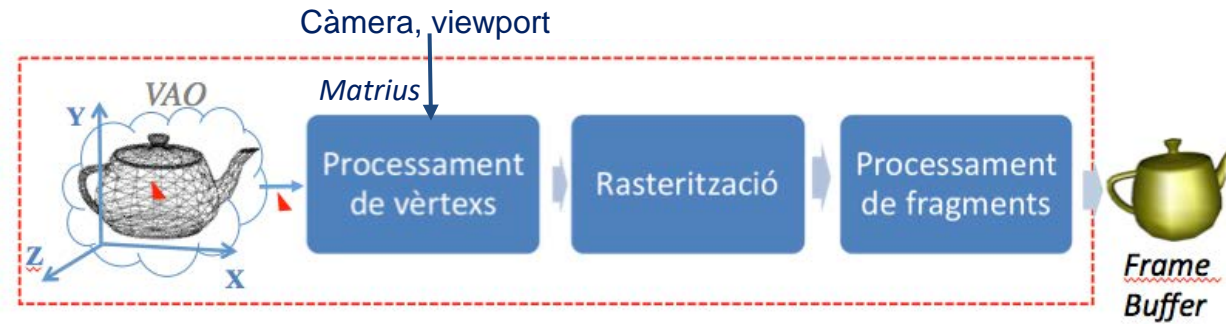 Càmera, viewport
VAO
Matrius
Y
Z
X
Processament
de vèrtexs
Rasterització
Processament
de fragments
Frame
Buffer